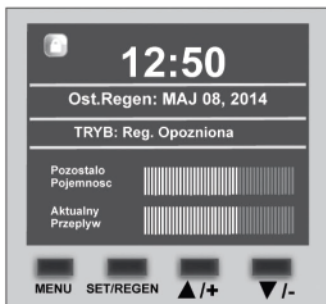 12:50
Ost.Regen: MAJ 08, 2014
TRYB: Reg. Opozniona
Pozostalo
Pojemnosc
Aktualny
Przeplyw
MENU SET/REGEN ▲/+ ▼/-